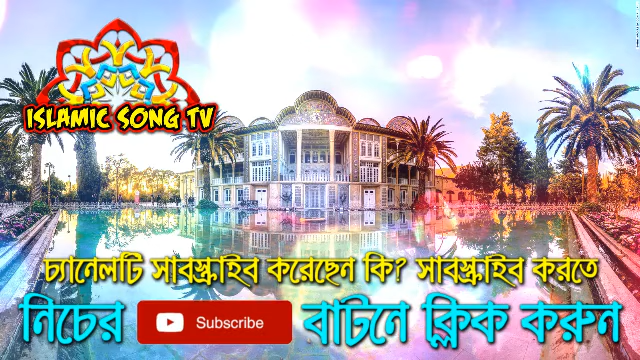 ISLAMIC SONG TV
চ্যানেলটি সাবস্ক্রাইব করেছেন কি? সাবস্ক্রাইব করতে
নিচের Subscribe বাটনে ক্লিক করুন